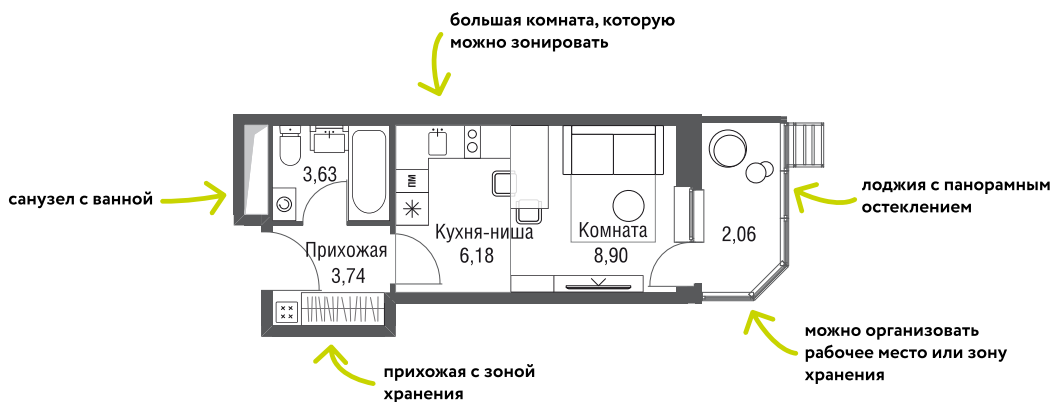 большая комната, которую
можно зонировать
санузел с ванной
3,63
ПМ
Кухня-ниша
6,18
Комната
8,90
2,06
лоджия с панорамным
остеклением
Прихожая
3,74
прихожая с зоной
хранения
можно организовать
рабочее место или зону
хранения